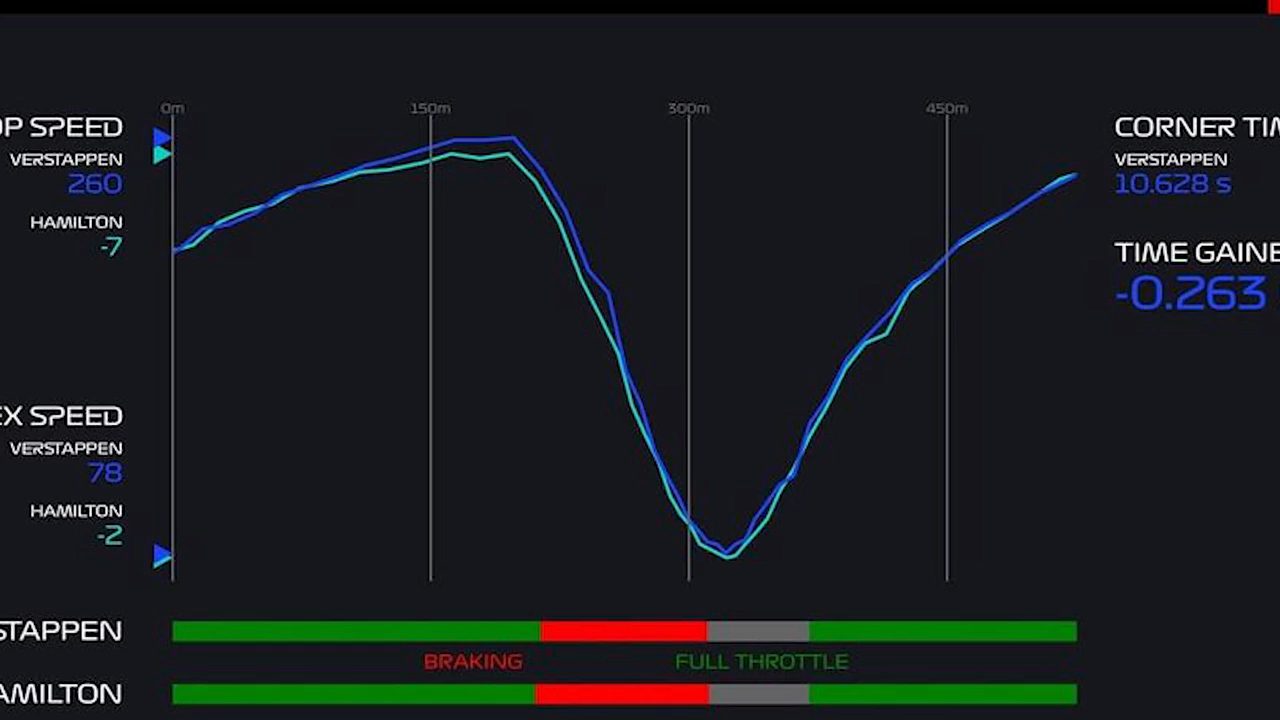 0m 150m 300m 450m
OP SPEED
VERSTAPPEN
260
HAMILTON
-7
EX SPEED
VERSTAPPEN
78
HAMILTON
-2
CORNER TIM
VERSTAPPEN
10.628 s
TIME GAINE
-0.263
STAPPEN
BRAKING FULL THROTTLE
AMILTON